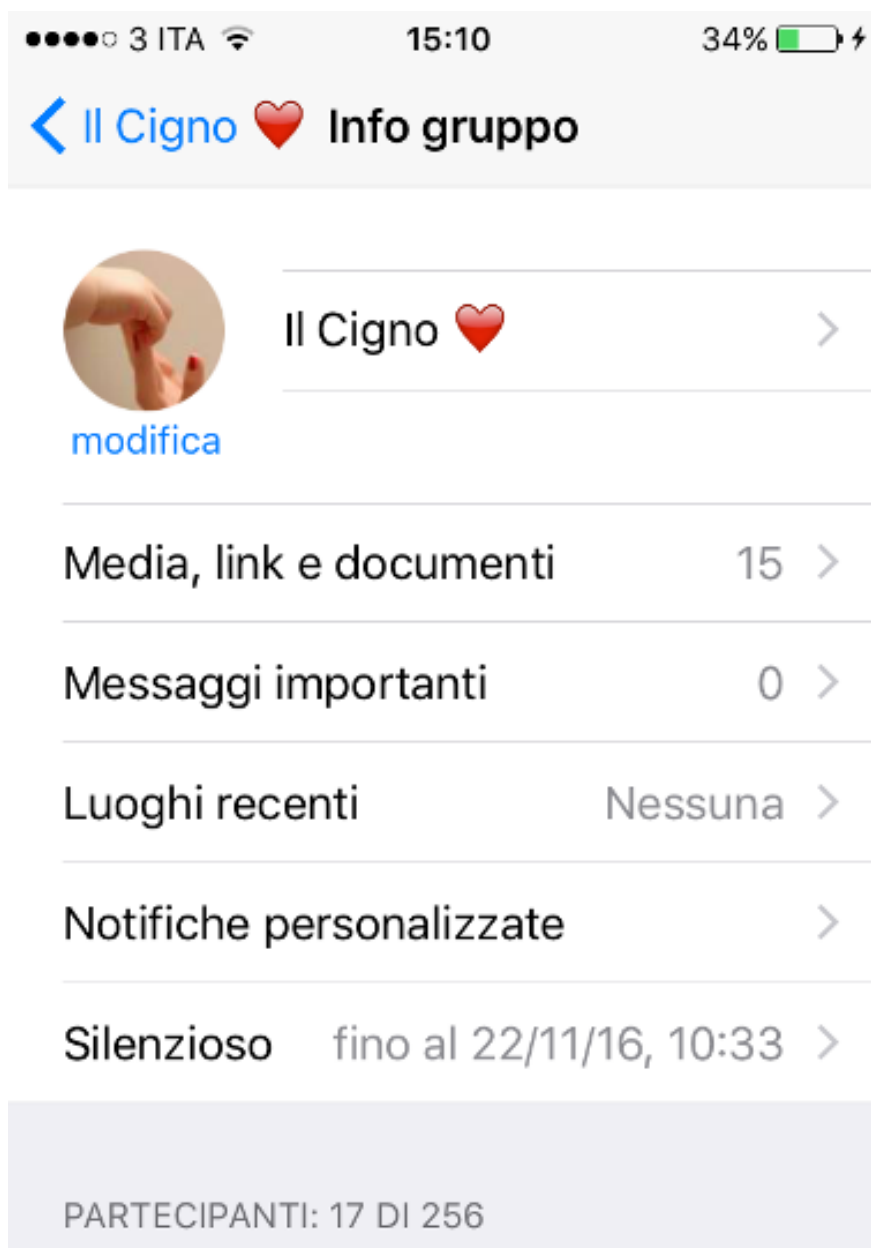 3 ITA 15:10 34%
Il Cigno ❤️ Info gruppo
Il Cigno ❤️
modifica
Media, link e documenti 15
Messaggi importanti 0
Luoghi recenti Nessuna
Notifiche personalizzate
Silenzioso fino al 22/11/16, 10:33
PARTECIPANTI: 17 DI 256